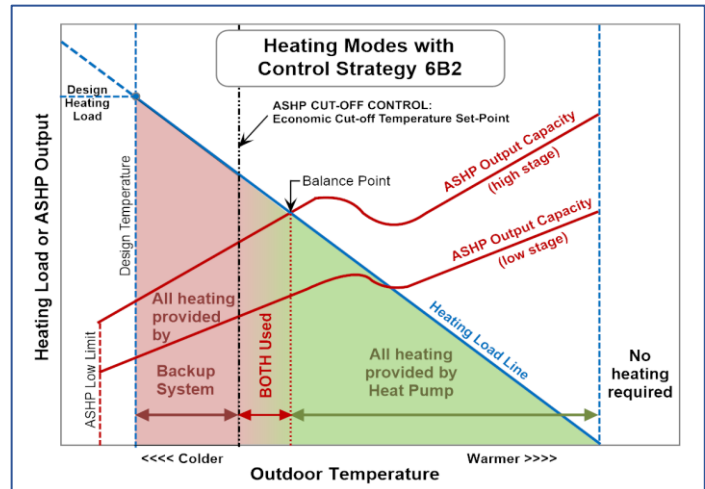 Heating Modes with
Control Strategy 6B2
Design
Heating
Load
ASHP CUT-OFF CONTROL:
Economic Cut-off Temperature Set-Point
Balance Point
ASHP Output Capacity
(high stage)
ASHP Output Capacity
(low stage)
Heating Load or ASHP Output
Design Temperature
ASHP Low Limit
All heating
provided
by
Backup
System
BOTH Used
All heating
provided by
Heat Pump
Heating Load Line
No
heating
required
<<<< Colder
Warmer >>>>
Outdoor Temperature